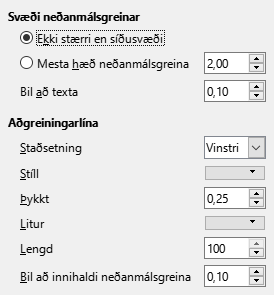 Svæði neðanmálsgreinar
Ekki stærri en síðusvæði
Mesta hæð neðanmálsgreina 2,00
Bil að texta 0,10
Aðgreiningarlína
Staðsetning Vinstri
Stíll
Þykkt 0,25
Litur
Lengd 100
Bil að innihaldi neðanmálsgreina 0,10